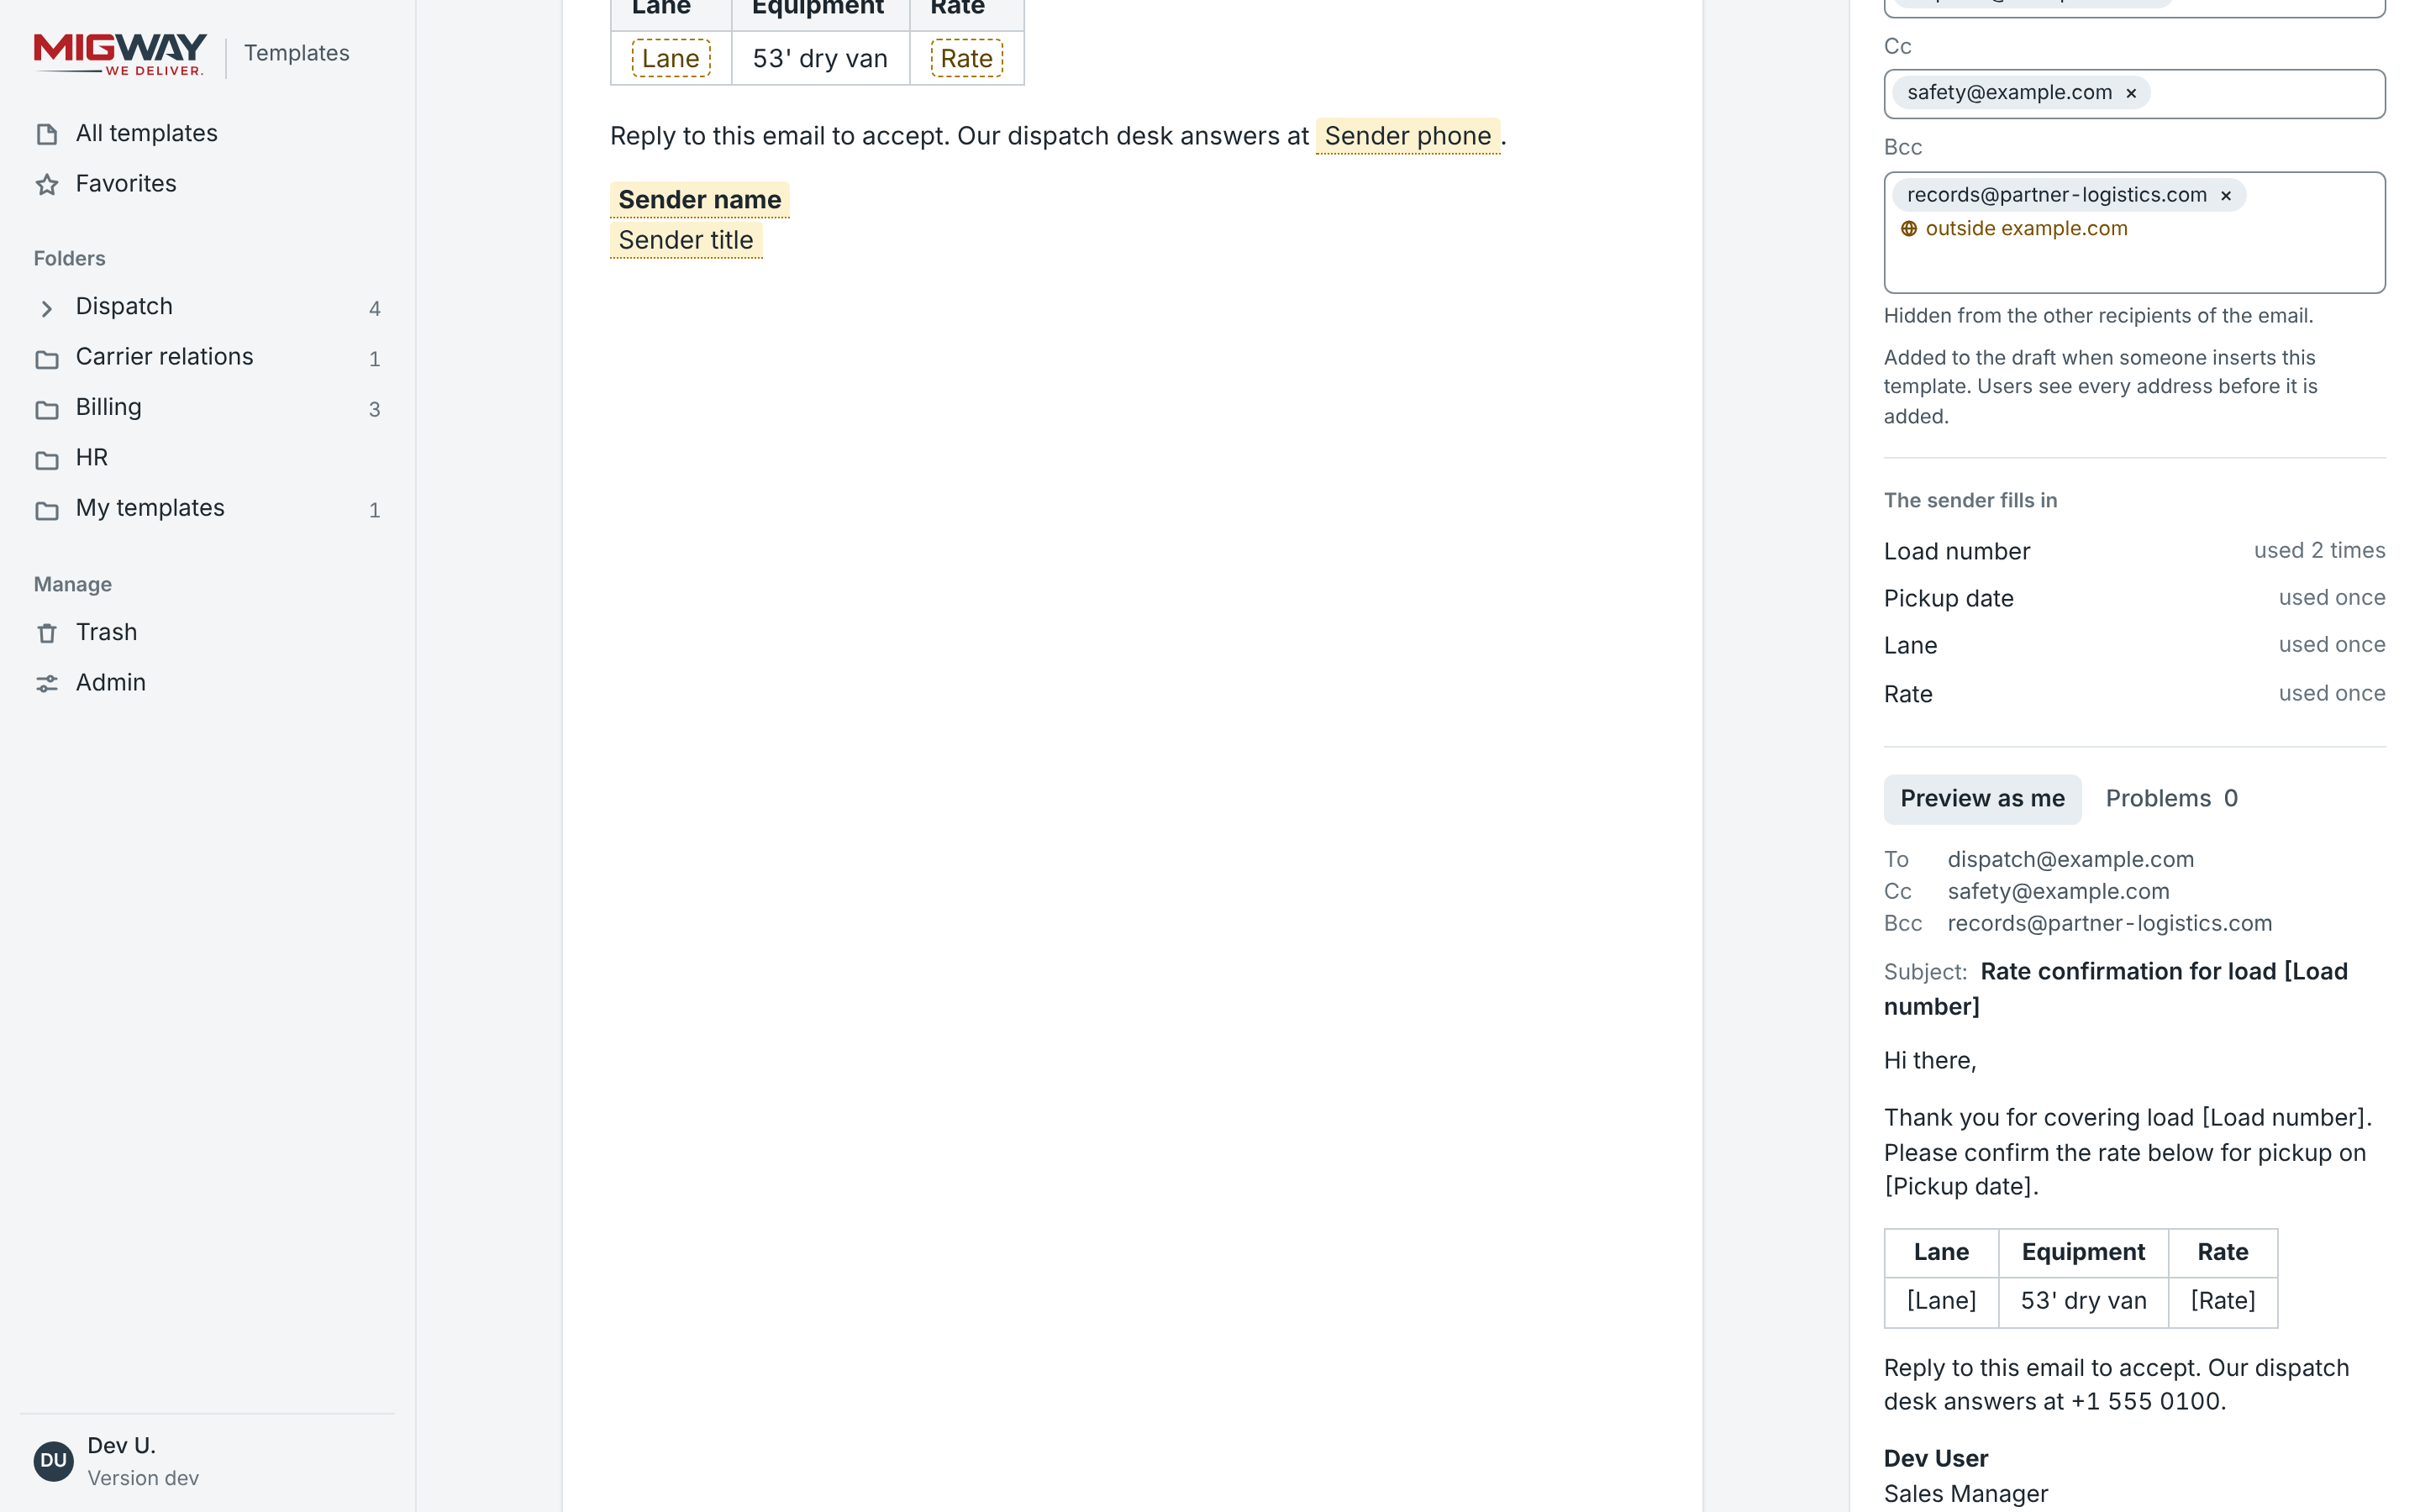 MIGWAY
WE DELIVER.
Templates
All templates
Favorites
Folders
Dispatch 4
Carrier relations 1
Billing 3
HR
My templates 1
Manage
Trash
Admin
DU
Dev U.
Version dev
Lane Equipment Rate
Lane 53' dry van Rate
Reply to this email to accept. Our dispatch desk answers at Sender phone.
Sender name
Sender title
Cc
safety@example.com ×
Bcc
records@partner-logistics.com ×
outside example.com
Hidden from the other recipients of the email.
Added to the draft when someone inserts this
template. Users see every address before it is
added.
The sender fills in
Load number used 2 times
Pickup date used once
Lane used once
Rate used once
Preview as me Problems 0
To dispatch@example.com
Cc safety@example.com
Bcc records@partner-logistics.com
Subject: Rate confirmation for load [Load
number]
Hi there,
Thank you for covering load [Load number].
Please confirm the rate below for pickup on
[Pickup date].
Lane Equipment Rate
[Lane] 53' dry van [Rate]
Reply to this email to accept. Our dispatch
desk answers at +1 555 0100.
Dev User
Sales Manager